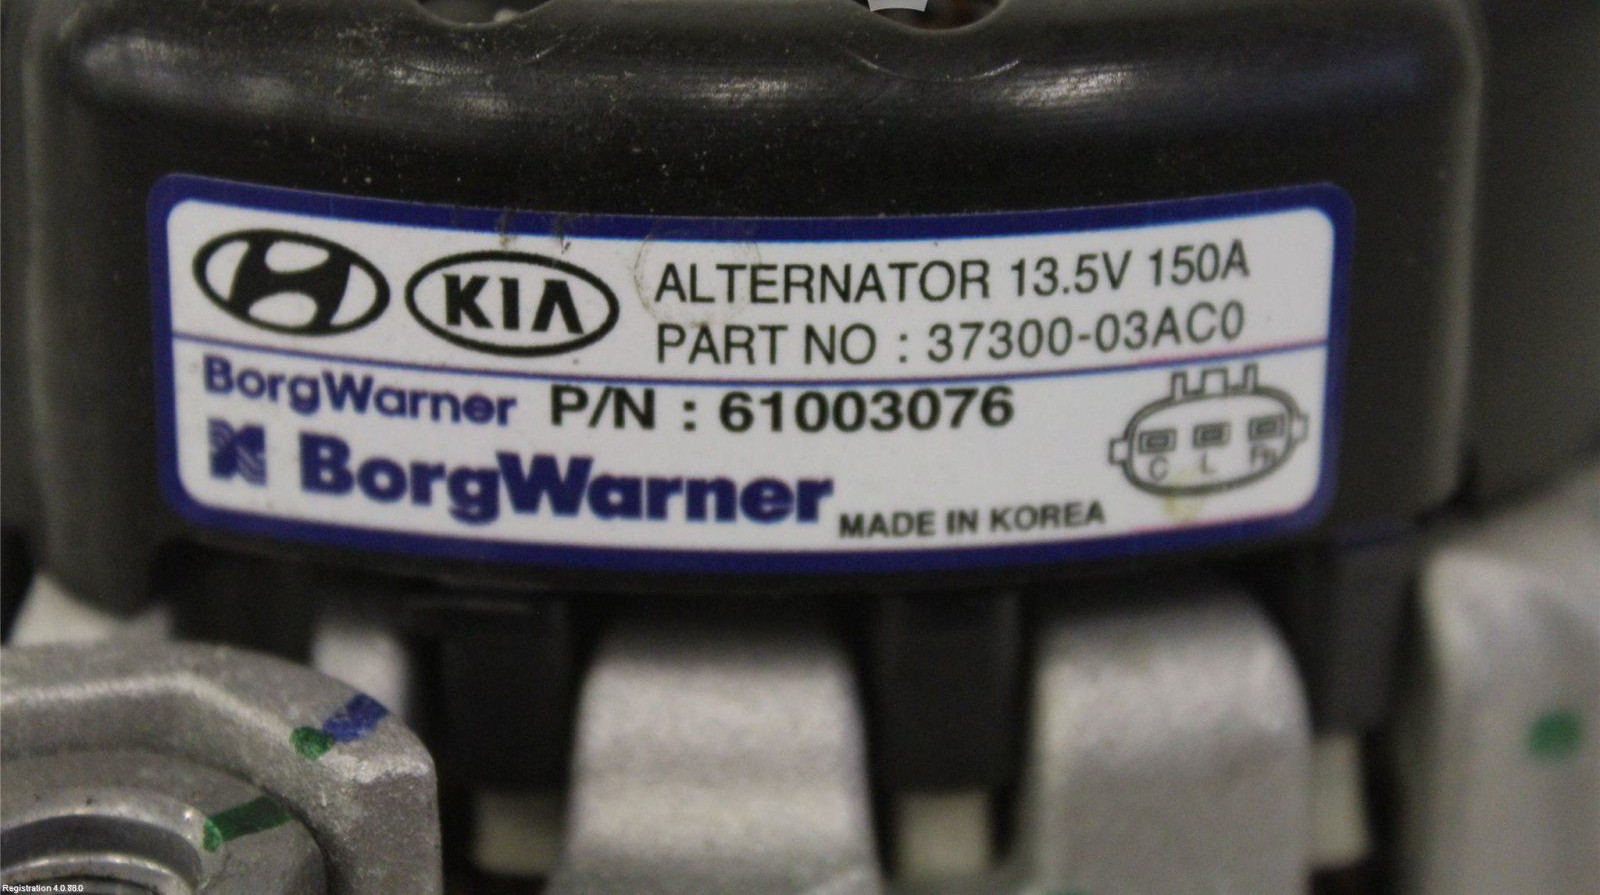 KIA
ALTERNATOR 13.5V 150A
PART NO : 37300-03AC0
BorgWarner P/N : 61003076
BorgWarner
MADE IN KOREA
C L FR
Registration 4.0.88.0